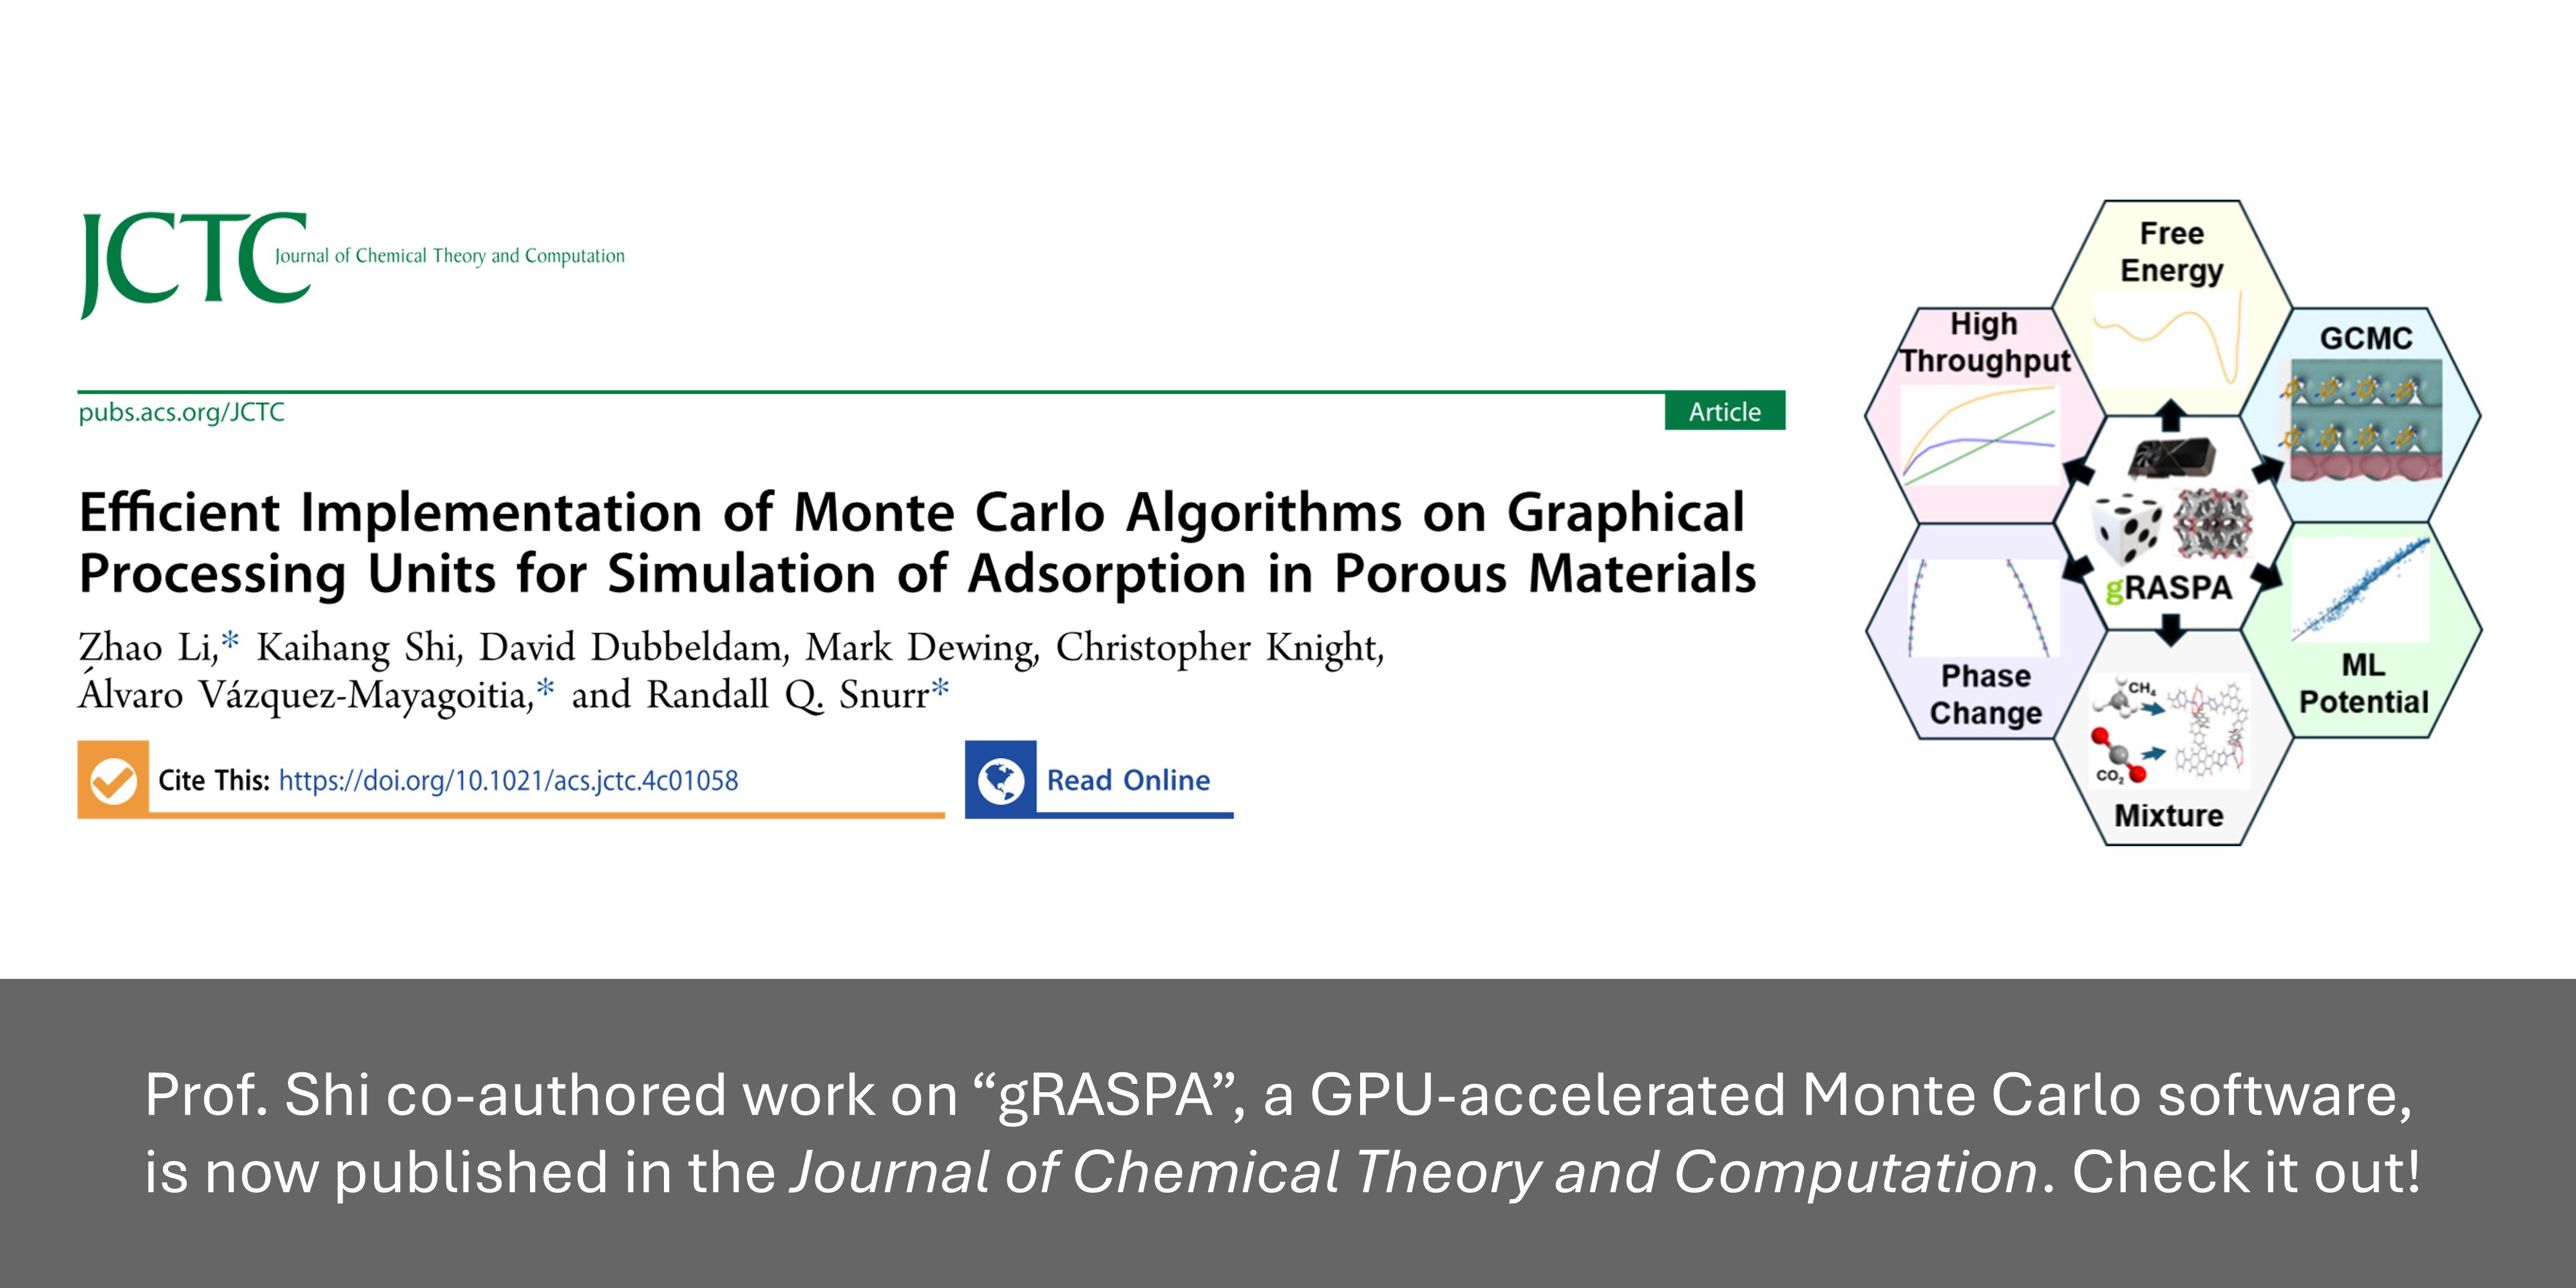 JCTC
Journal of Chemical Theory and Computation
pubs.acs.org/JCTC
Article
Efficient Implementation of Monte Carlo Algorithms on Graphical
Processing Units for Simulation of Adsorption in Porous Materials
Zhao Li,* Kaihang Shi, David Dubbeldam, Mark Dewing, Christopher Knight,
Álvaro Vázquez-Mayagoitia,* and Randall Q. Snurr*
Cite This: https://doi.org/10.1021/acs.jctc.4c01058
Read Online
Free
Energy
High
Throughput
GCMC
gRASPA
Phase
Change
ML
Potential
CH₄
CO₂
Mixture
Prof. Shi co-authored work on “gRASPA”, a GPU-accelerated Monte Carlo software,
is now published in the Journal of Chemical Theory and Computation. Check it out!